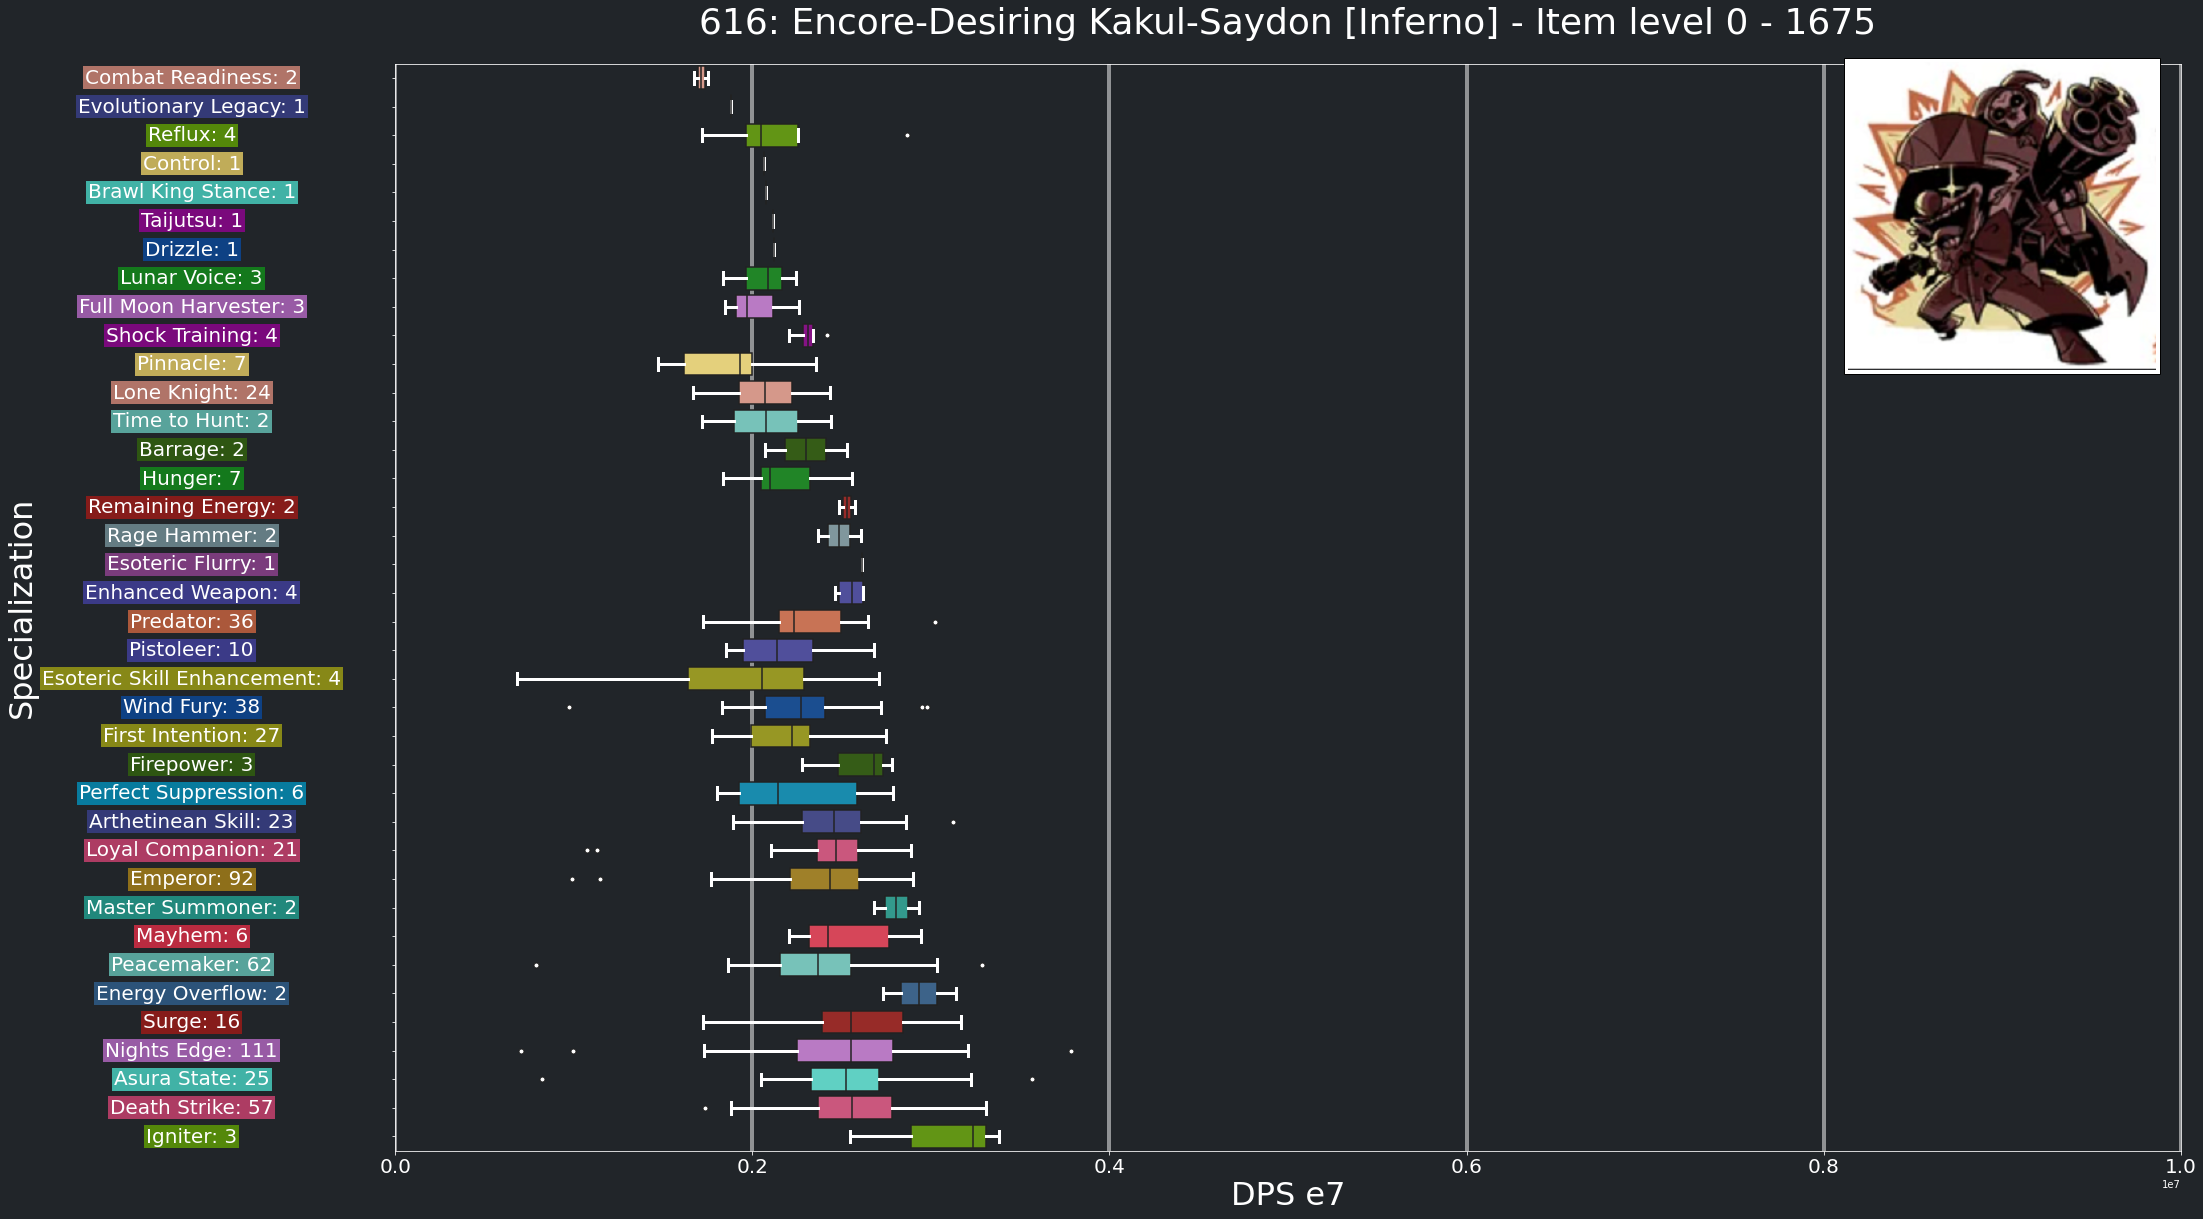 616: Encore-Desiring Kakul-Saydon [Inferno] - Item level 0 - 1675
Specialization
Combat Readiness: 2
Evolutionary Legacy: 1
Reflux: 4
Control: 1
Brawl King Stance: 1
Taijutsu: 1
Drizzle: 1
Lunar Voice: 3
Full Moon Harvester: 3
Shock Training: 4
Pinnacle: 7
Lone Knight: 24
Time to Hunt: 2
Barrage: 2
Hunger: 7
Remaining Energy: 2
Rage Hammer: 2
Esoteric Flurry: 1
Enhanced Weapon: 4
Predator: 36
Pistoleer: 10
Esoteric Skill Enhancement: 4
Wind Fury: 38
First Intention: 27
Firepower: 3
Perfect Suppression: 6
Arthetinean Skill: 23
Loyal Companion: 21
Emperor: 92
Master Summoner: 2
Mayhem: 6
Peacemaker: 62
Energy Overflow: 2
Surge: 16
Nights Edge: 111
Asura State: 25
Death Strike: 57
Igniter: 3
0.0 0.2 0.4 0.6 0.8 1.0
1e7
DPS e7